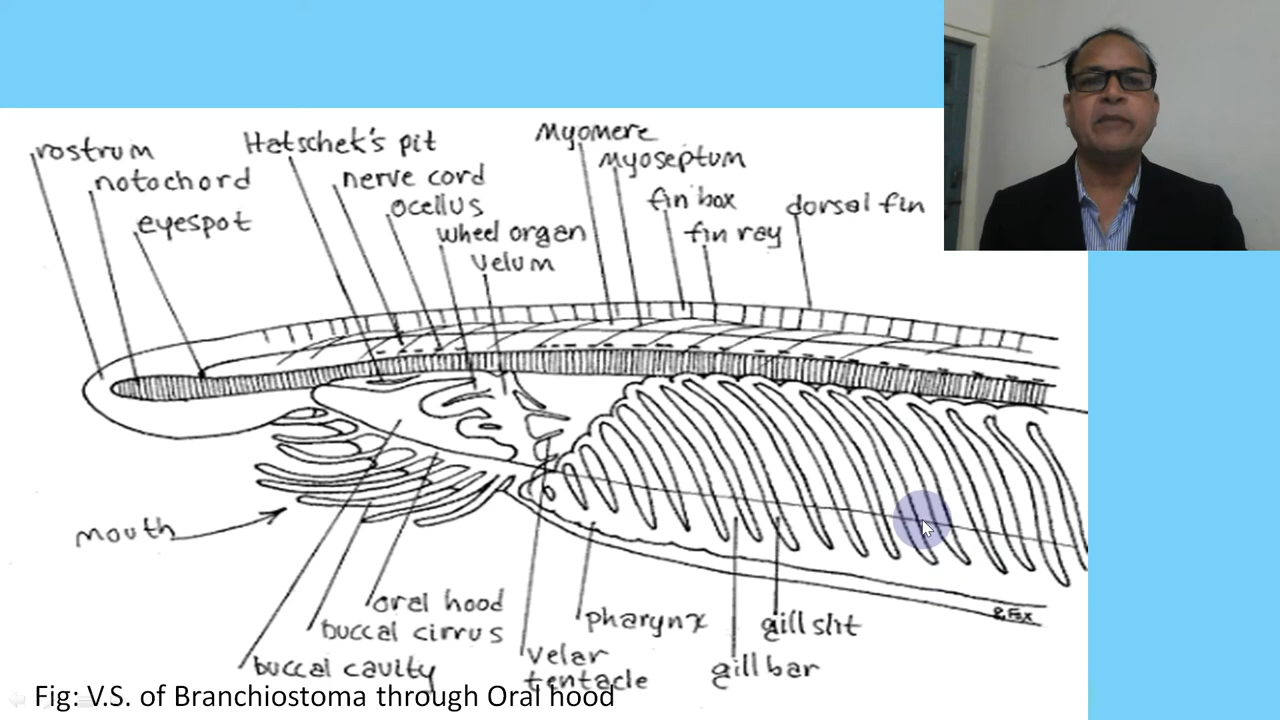 rostrum
notochord
eyespot
Hatschek's pit
nerve cord
ocellus
wheel organ
velum
Myomere
myoseptum
fin box
fin ray
dorsal fin
mouth
oral hood
buccal cirrus
buccal cavity
velar
tentacle
pharynx
gill slit
gill bar
R.Fox
Fig: V.S. of Branchiostoma through Oral hood